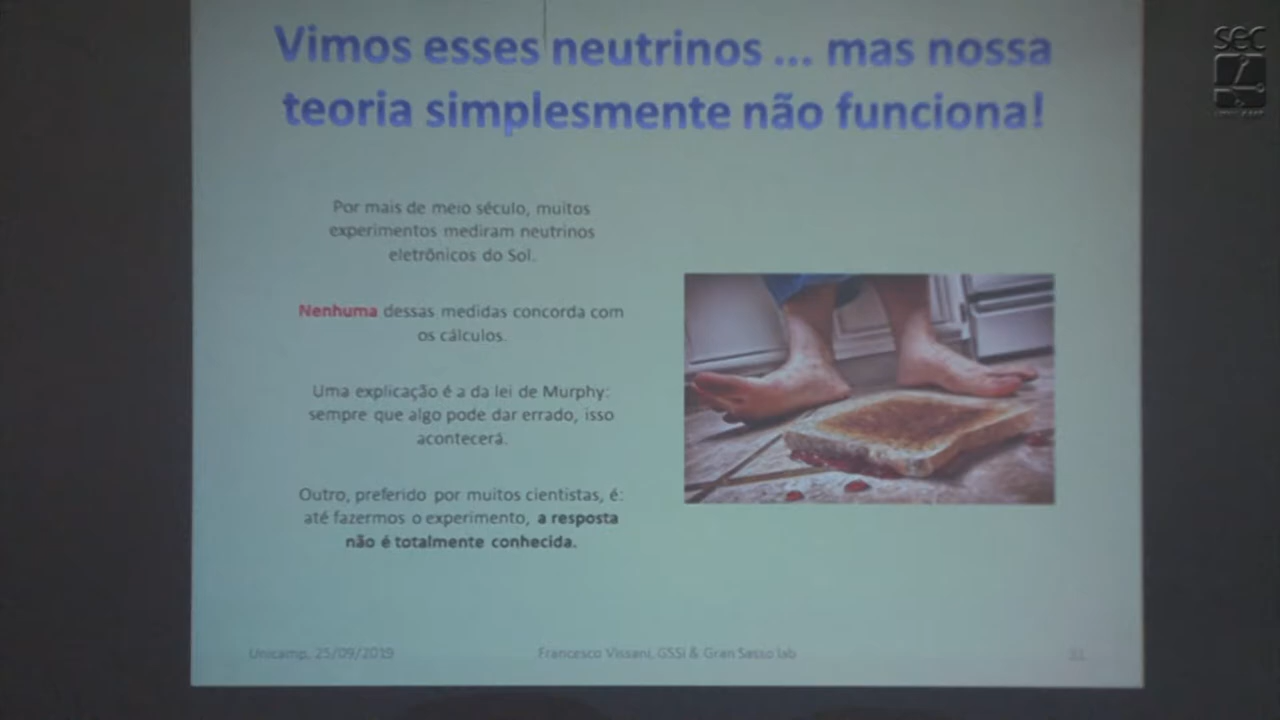 Vimos esses neutrinos ... mas nossa
teoria simplesmente não funciona!
Por mais de meio século, muitos
experimentos mediram neutrinos
eletrônicos do Sol.
Nenhuma dessas medidas concorda com
os cálculos.
Uma explicação é a da lei de Murphy:
sempre que algo pode dar errado, isso
acontecerá.
Outro, preferido por muitos cientistas, é:
até fazermos o experimento, a resposta
não é totalmente conhecida.
Unicamp, 25/09/2019
Francesco Vissani, GSSI & Gran Sasso lab
sec